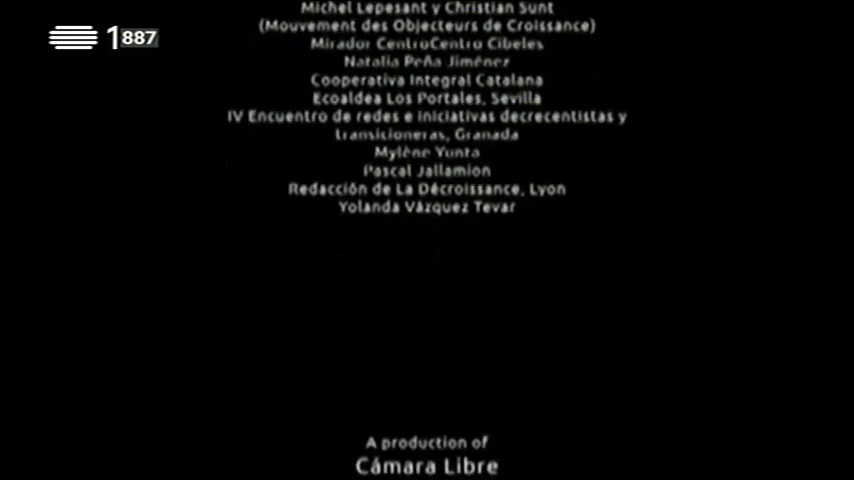 1 887
Michel Lepesant y Christian Sunt
(Mouvement des Objecteurs de Croissance)
Mirador CentroCentro Cibeles
Natalia Peña Jiménez
Cooperativa Integral Catalana
Ecoaldea Los Portales, Sevilla
IV Encuentro de redes e iniciativas decrecentistas y
transicioneras, Granada
Mylène Yunta
Pascal Jallamion
Redacción de La Décroissance, Lyon
Yolanda Vázquez Tevar
A production of
Cámara Libre